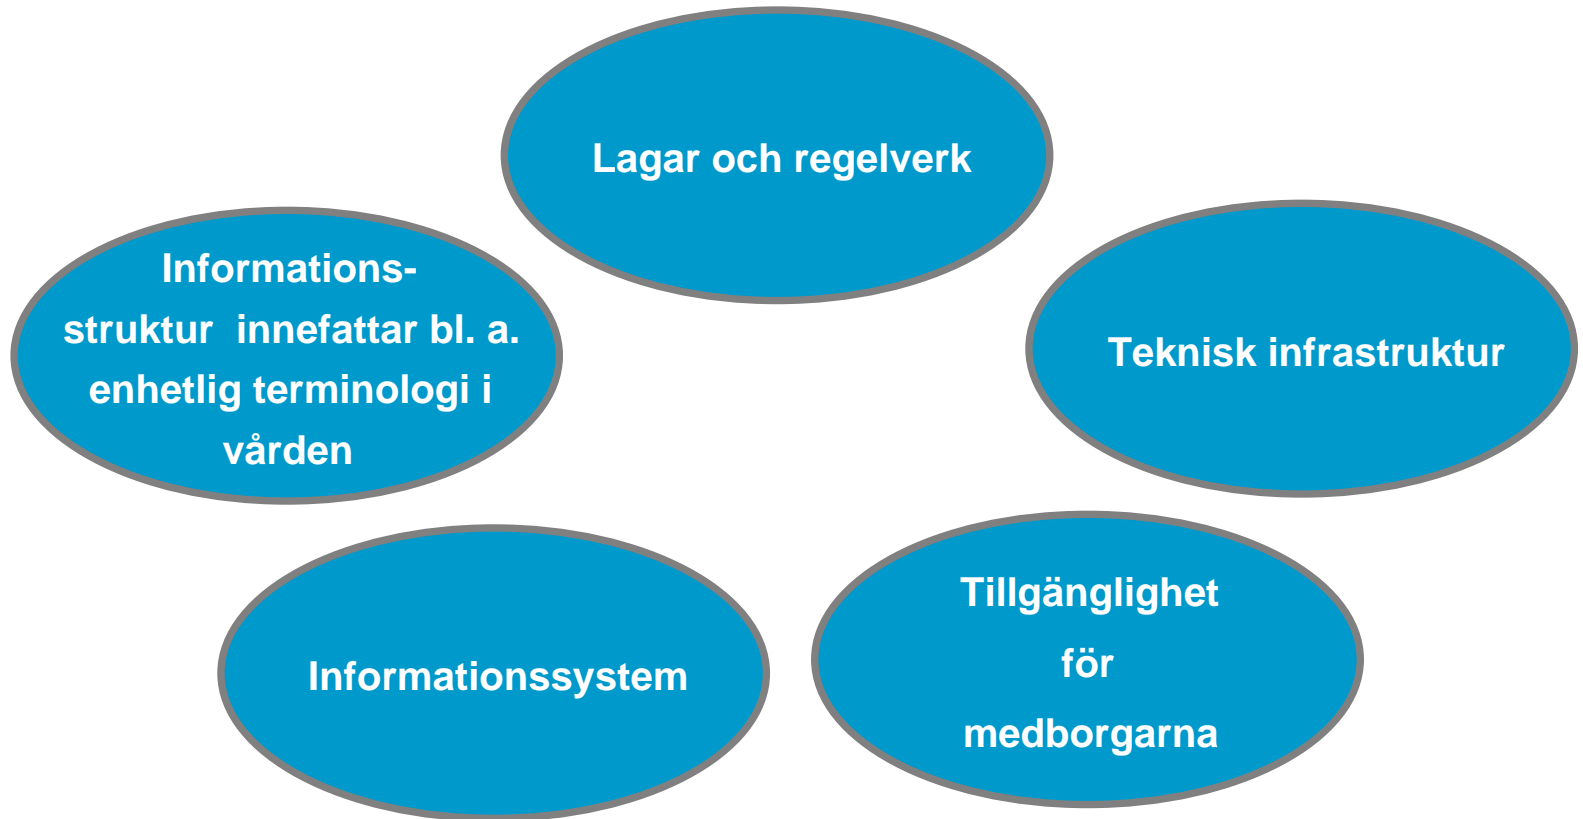 Lagar och regelverk
Informations-
struktur  innefattar bl. a.
enhetlig terminologi i
vården
Teknisk infrastruktur
Informationssystem
Tillgänglighet
för
medborgarna